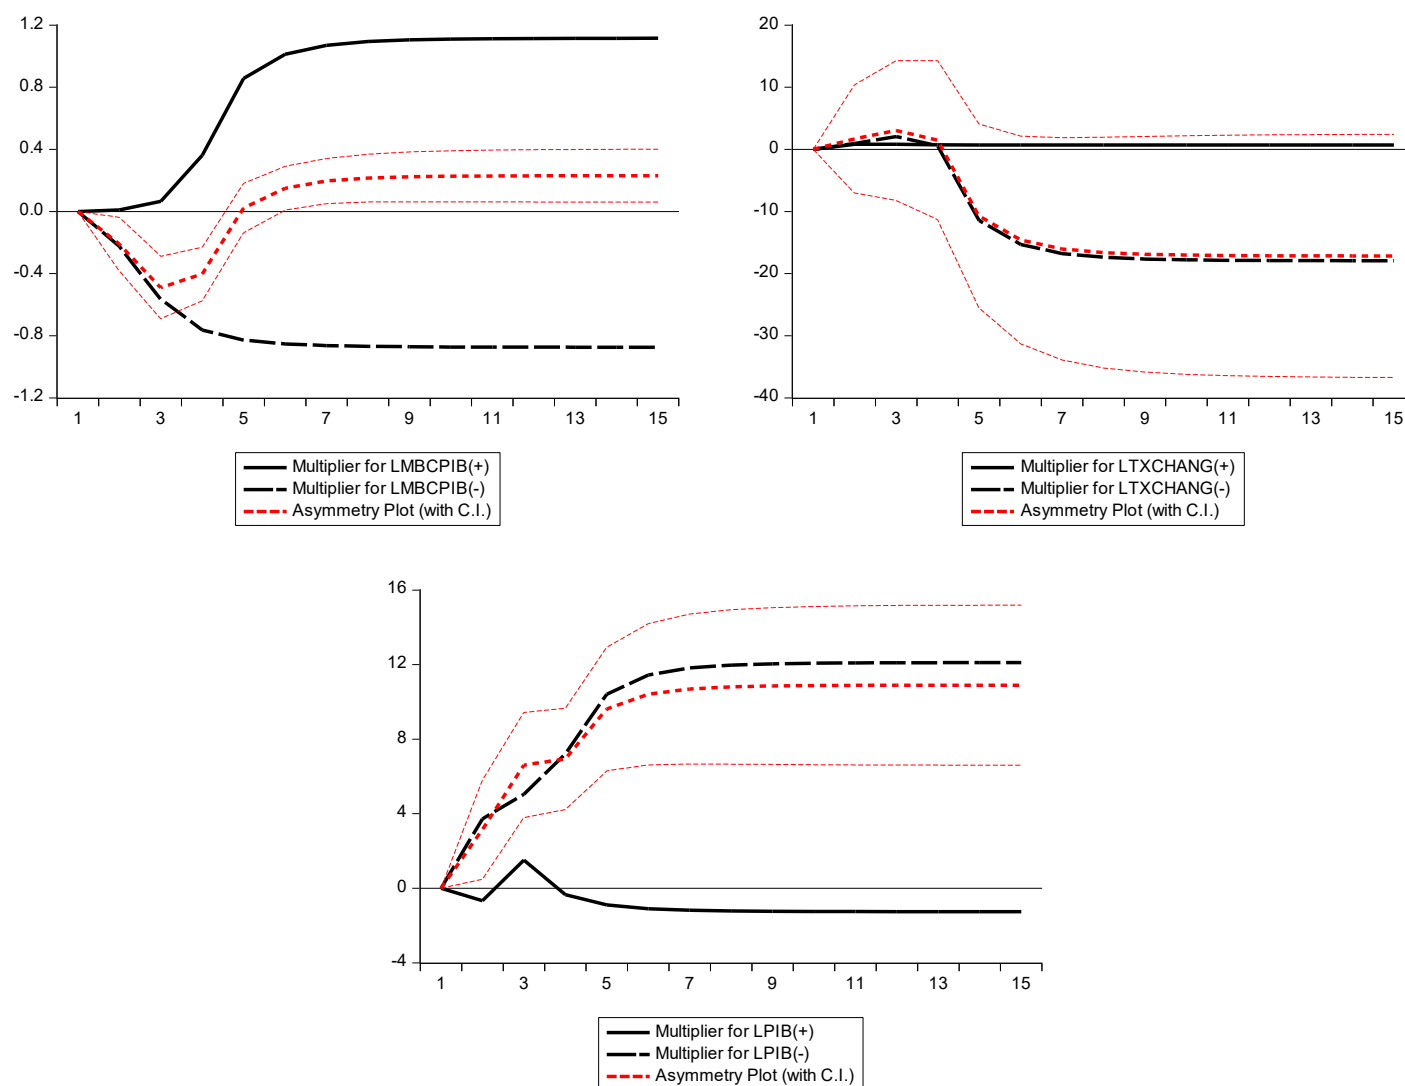 1.2
0.8
0.4
0.0
-0.4
-0.8
-1.2
1 3 5 7 9 11 13 15
Multiplier for LMBCPIB(+)
Multiplier for LMBCPIB(-)
Asymmetry Plot (with C.I.)
20
10
0
-10
-20
-30
-40
1 3 5 7 9 11 13 15
Multiplier for LTXCHANG(+)
Multiplier for LTXCHANG(-)
Asymmetry Plot (with C.I.)
16
12
8
4
0
-4
1 3 5 7 9 11 13 15
Multiplier for LPIB(+)
Multiplier for LPIB(-)
Asymmetry Plot (with C.I.)